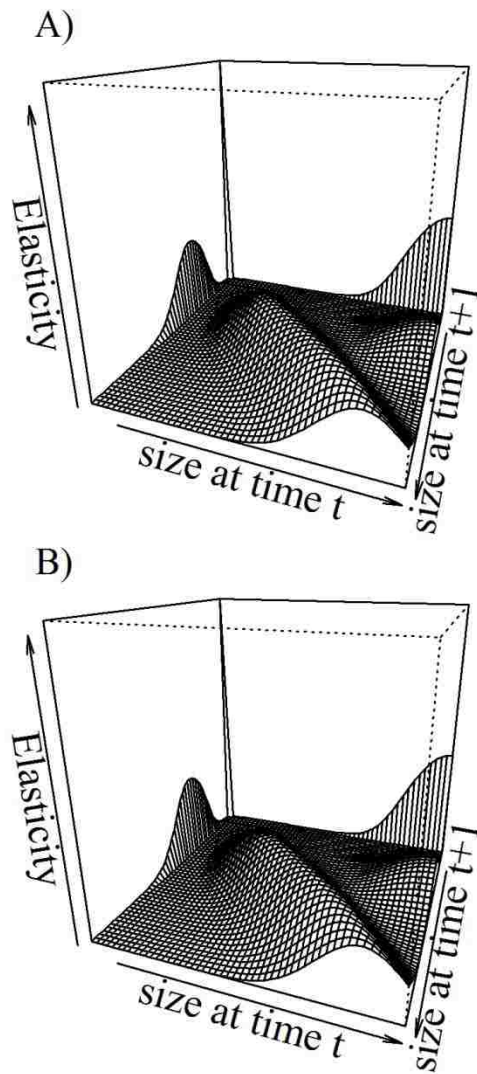 A)
Elasticity
size at time t
size at time t+1
B)
Elasticity
size at time t
size at time t+1